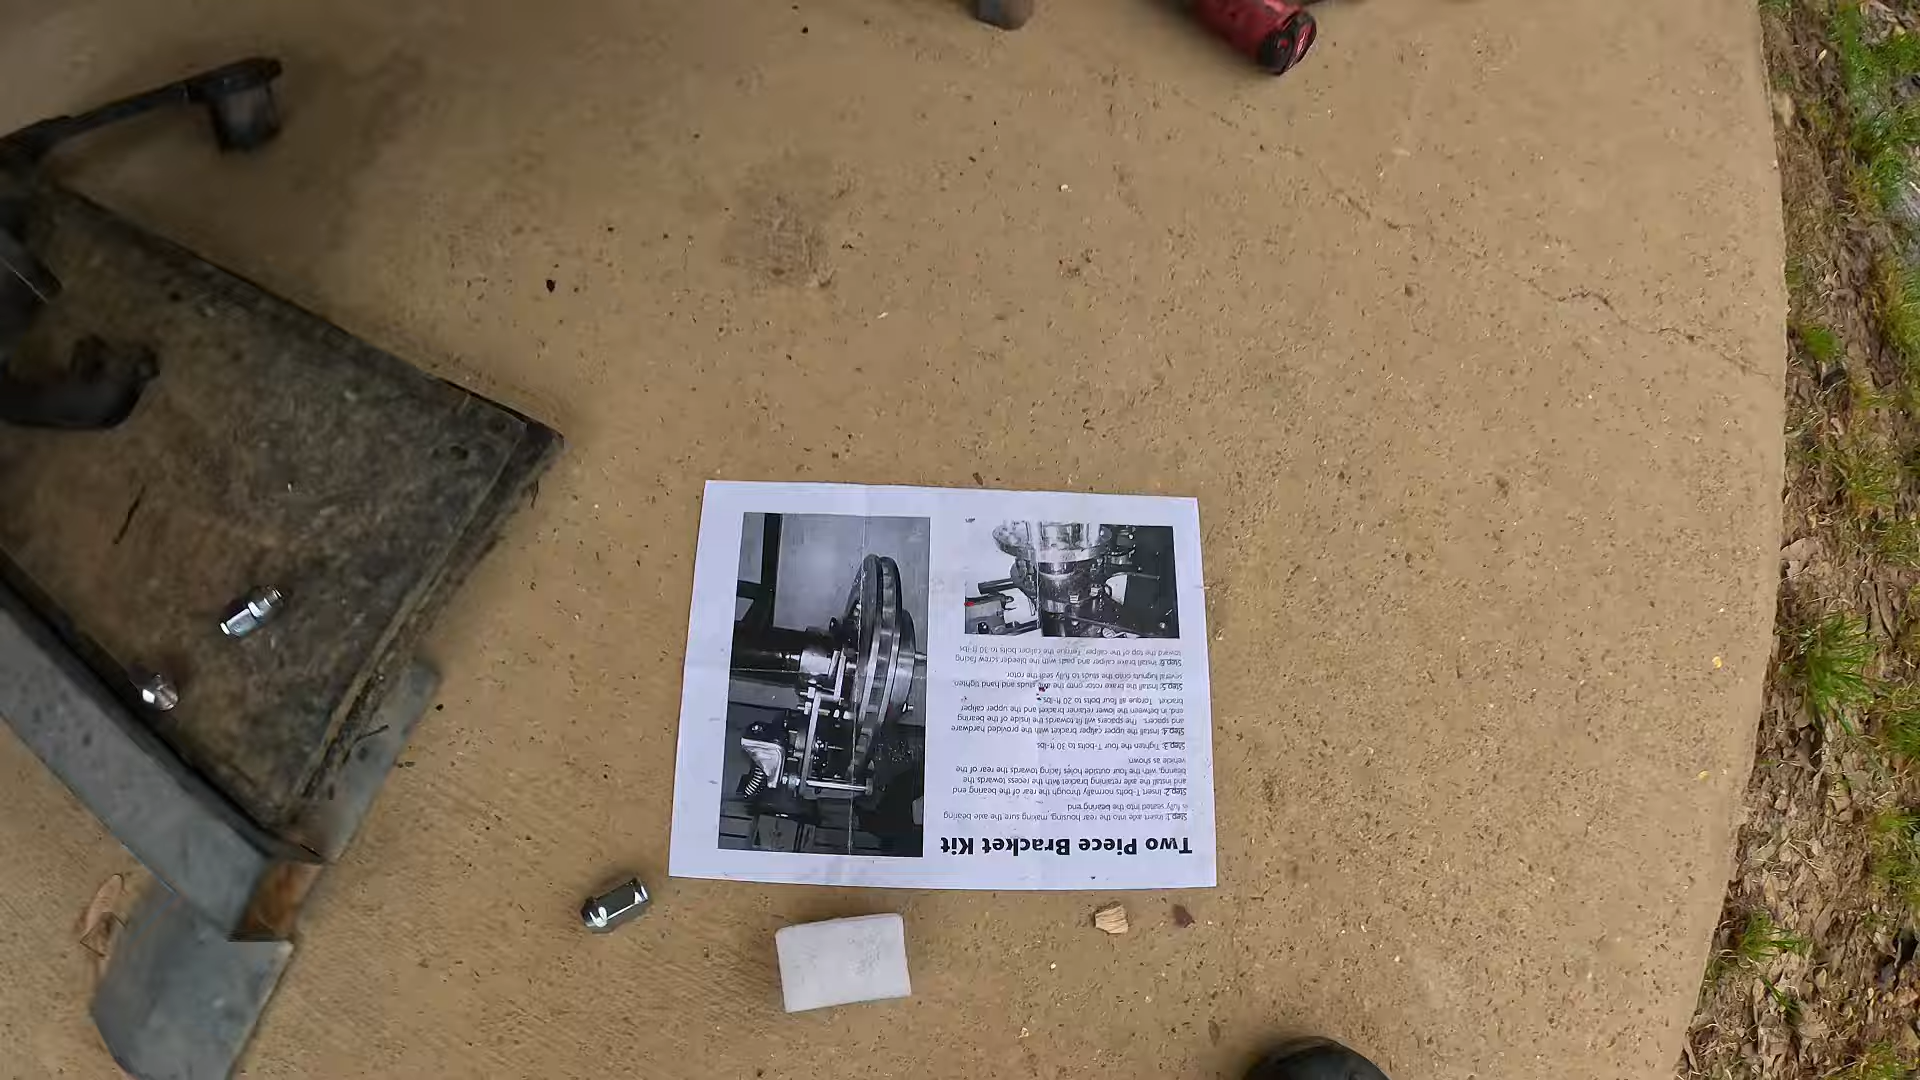 Two Piece Bracket Kit
Step 1: Insert axle into the rear housing, making sure the axle bearing
is fully seated into the bearing end
Step 2: Insert T-bolts normally through the rear of the bearing end
and install the axle retaining bracket with the recess towards the
bearing, with the four outside holes facing towards the rear of the
vehicle as shown
Step 3: Tighten the four T-bolts to 30 ft-lbs
Step 4: Install the upper caliper bracket with the provided hardware
and spacers. The spacers will fit towards the inside of the bearing
end, in between the lower retainer bracket and the upper caliper
bracket. Torque all four bolts to 20 ft-lbs
Step 5: Install the brake rotor onto the axle studs and hand tighten
several lugnuts onto the studs to fully seat the rotor
Step 6: Install brake caliper and pads with the bleeder screw facing
toward the top of the caliper. Torque the caliper bolts to 30 ft-lbs